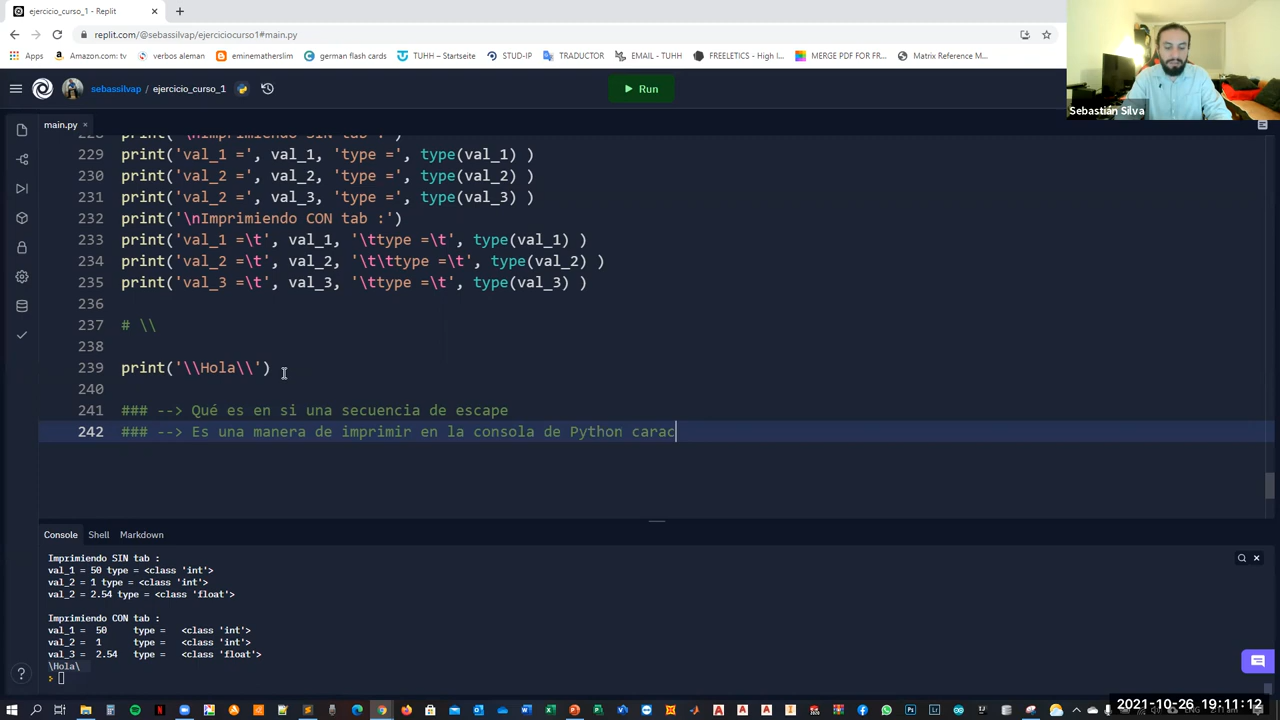 ejercicio_curso_1 - Replit
replit.com/@sebassilvap/ejerciciocurso1#main.py
Apps Amazon.com: tv verbos aleman eminematherslim german flash cards TUHH – Startseite STUD-IP TRADUCTOR EMAIL - TUHH FREELETICS - High I... MERGE PDF FOR FR... Matrix Reference M...
sebassilvap / ejercicio_curso_1
Run
Sebastián Silva
main.py
228 print('\nImprimiendo SIN tab :')
229 print('val_1 =', val_1, 'type =', type(val_1) )
230 print('val_2 =', val_2, 'type =', type(val_2) )
231 print('val_2 =', val_3, 'type =', type(val_3) )
232 print('\nImprimiendo CON tab :')
233 print('val_1 =\t', val_1, '\ttype =\t', type(val_1) )
234 print('val_2 =\t', val_2, '\t\ttype =\t', type(val_2) )
235 print('val_3 =\t', val_3, '\ttype =\t', type(val_3) )
236
237 # \\
238
239 print('\\Hola\\')
240
241 ### --> Qué es en si una secuencia de escape
242 ### --> Es una manera de imprimir en la consola de Python carac
Console Shell Markdown
Imprimiendo SIN tab :
val_1 = 50 type = <class 'int'>
val_2 = 1 type = <class 'int'>
val_2 = 2.54 type = <class 'float'>
Imprimiendo CON tab :
val_1 = 50 type = <class 'int'>
val_2 = 1 type = <class 'int'>
val_3 = 2.54 type = <class 'float'>
\Hola\
2021-10-26 19:11:12